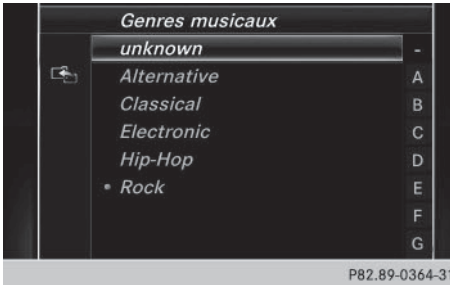 Genres musicaux
unknown -
Alternative A
Classical B
Electronic C
Hip-Hop D
• Rock E
F
G
P82.89-0364-31